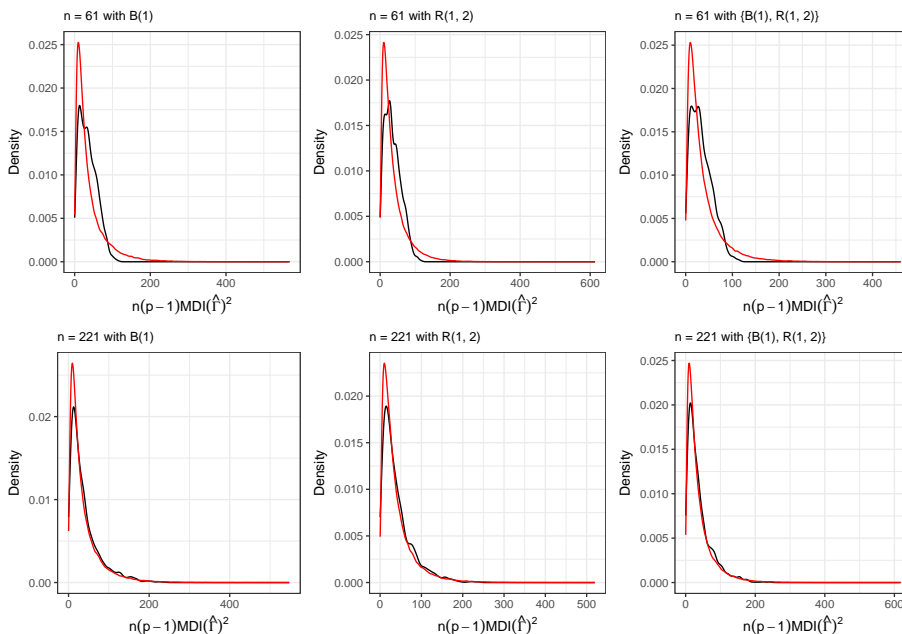 n = 61 with B(1)
Density
0.025
0.020
0.015
0.010
0.005
0.000
0 200 400
n(p − 1)MDI(Γ̂)²
n = 61 with R(1, 2)
Density
0.025
0.020
0.015
0.010
0.005
0.000
0 200 400 600
n(p − 1)MDI(Γ̂)²
n = 61 with {B(1), R(1, 2)}
Density
0.025
0.020
0.015
0.010
0.005
0.000
0 100 200 300 400
n(p − 1)MDI(Γ̂)²
n = 221 with B(1)
Density
0.02
0.01
0.00
0 200 400
n(p − 1)MDI(Γ̂)²
n = 221 with R(1, 2)
Density
0.025
0.020
0.015
0.010
0.005
0.000
0 100 200 300 400 500
n(p − 1)MDI(Γ̂)²
n = 221 with {B(1), R(1, 2)}
Density
0.025
0.020
0.015
0.010
0.005
0.000
0 200 400 600
n(p − 1)MDI(Γ̂)²